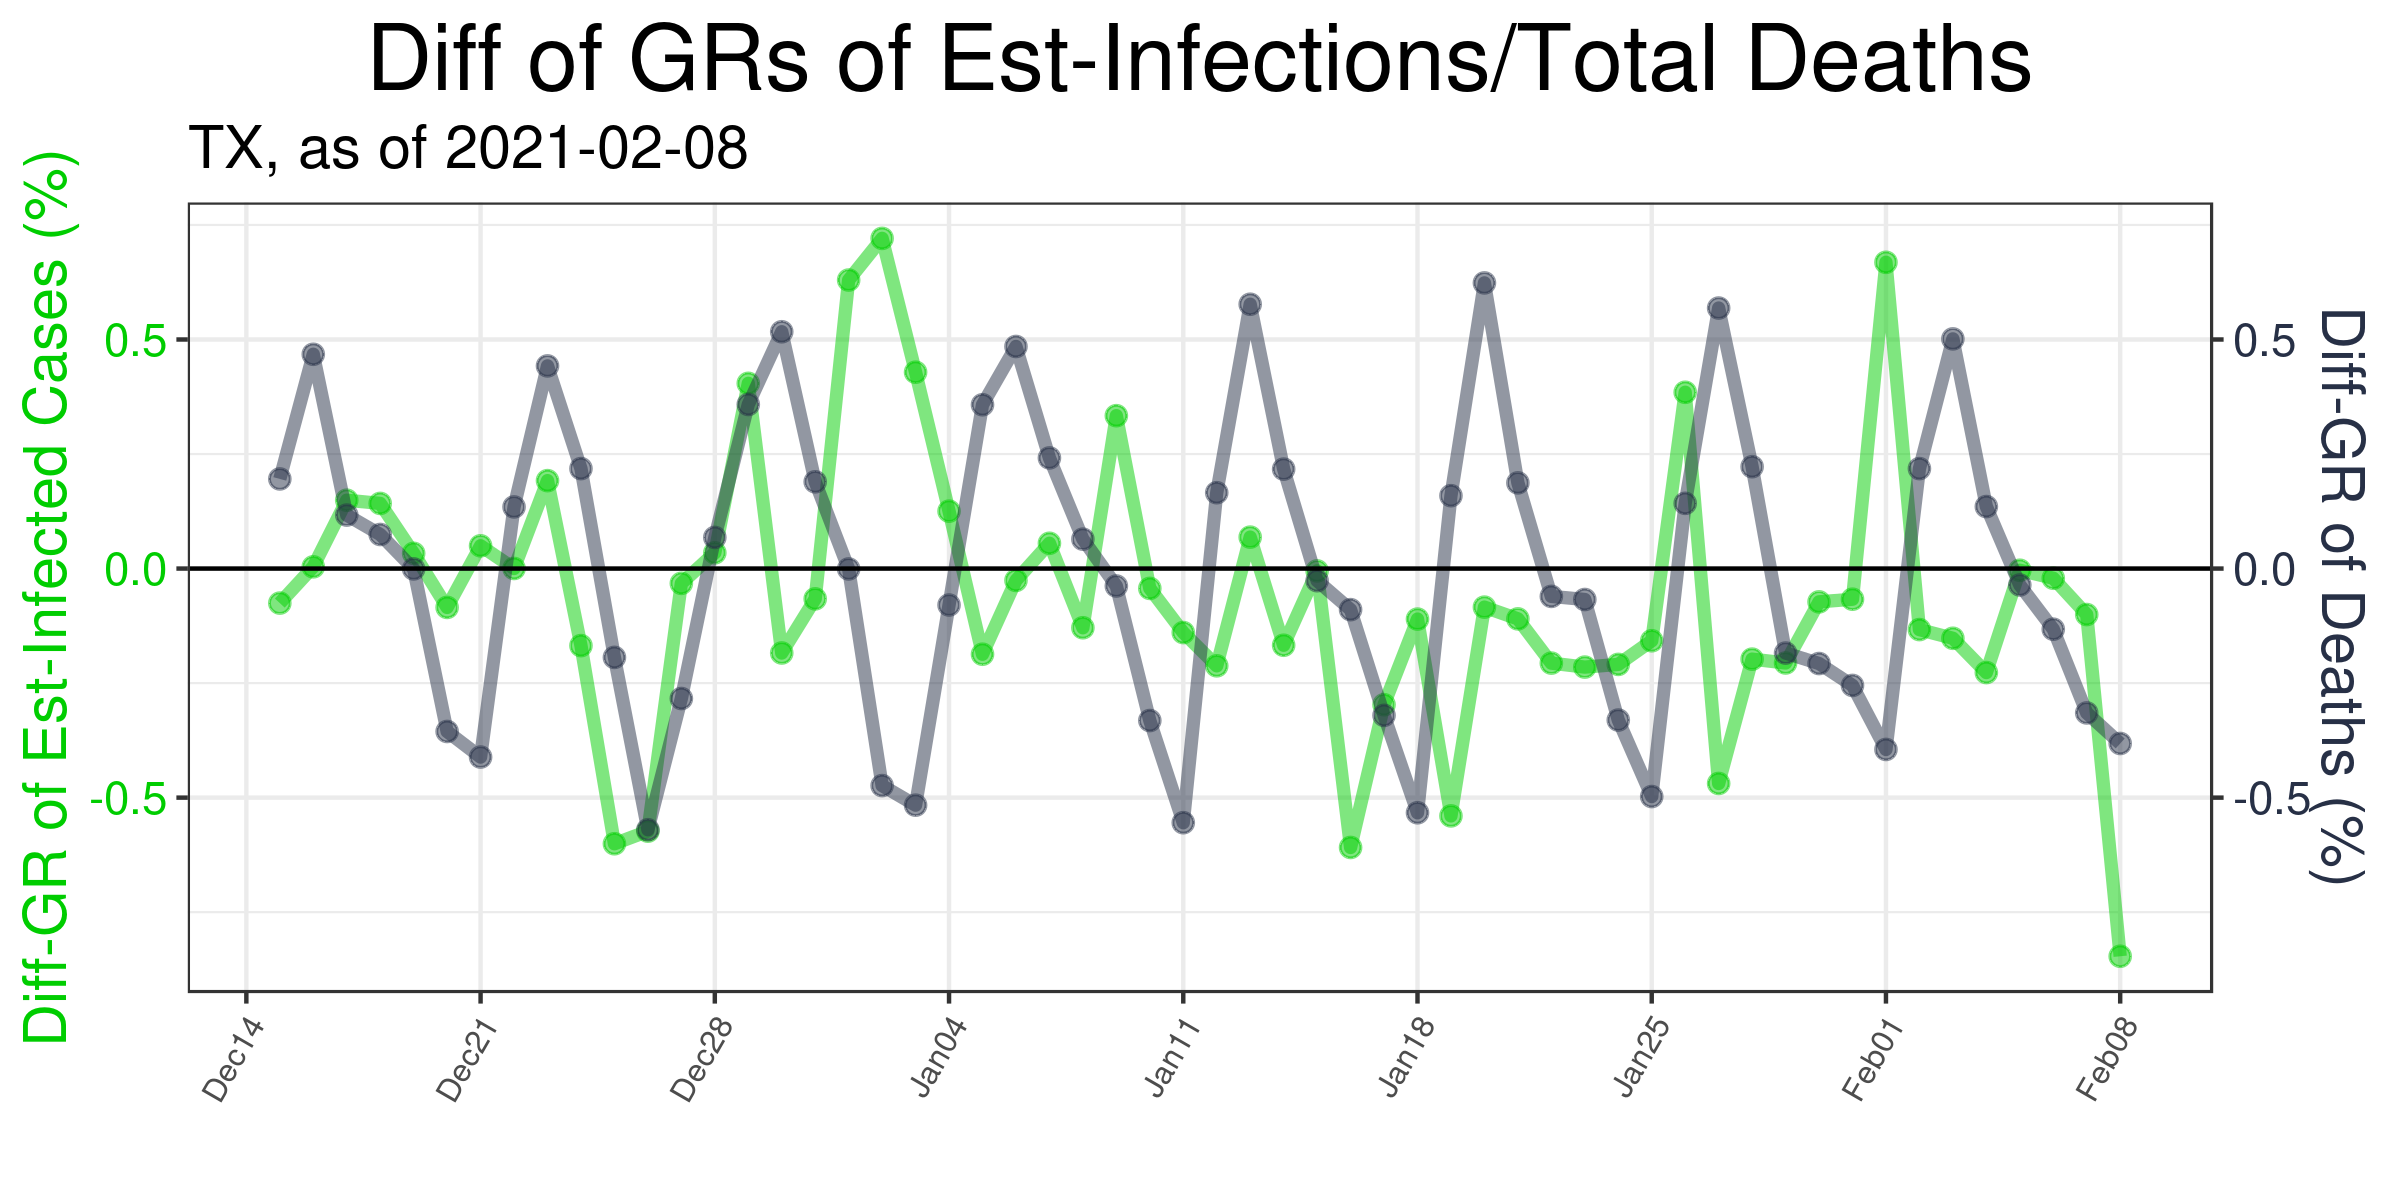 Diff of GRs of Est-Infections/Total Deaths
TX, as of 2021-02-08
Diff-GR of Est-Infected Cases (%)
0.5
0.0
-0.5
0.5
0.0
-0.5
Diff-GR of Deaths (%)
Dec14
Dec21
Dec28
Jan04
Jan11
Jan18
Jan25
Feb01
Feb08